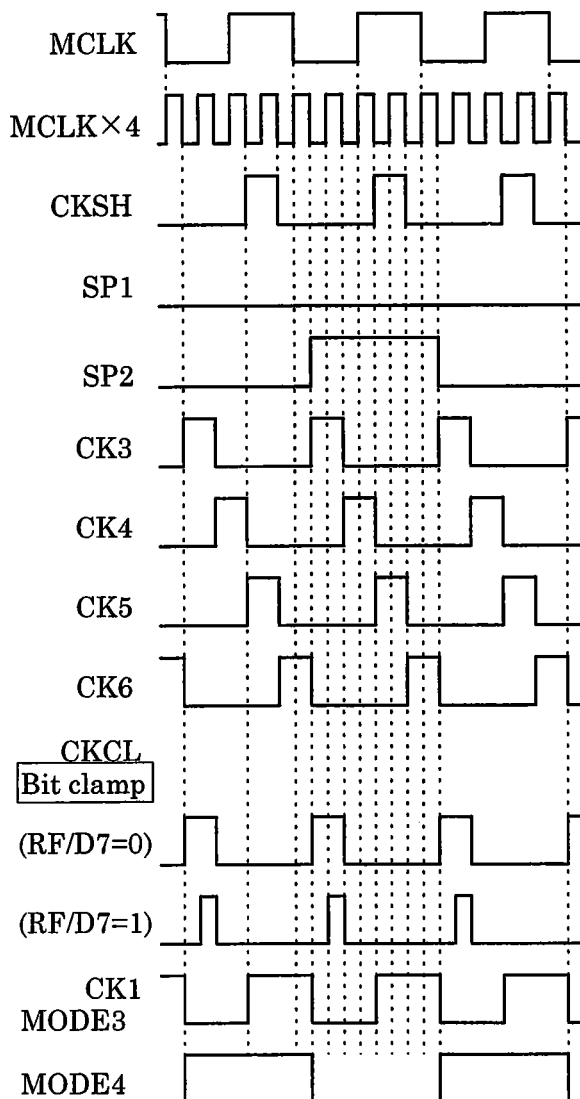 MCLK
MCLK×4
CKSH
SP1
SP2
CK3
CK4
CK5
CK6
CKCL
Bit clamp
(RF/D7=0)
(RF/D7=1)
CK1
MODE3
MODE4